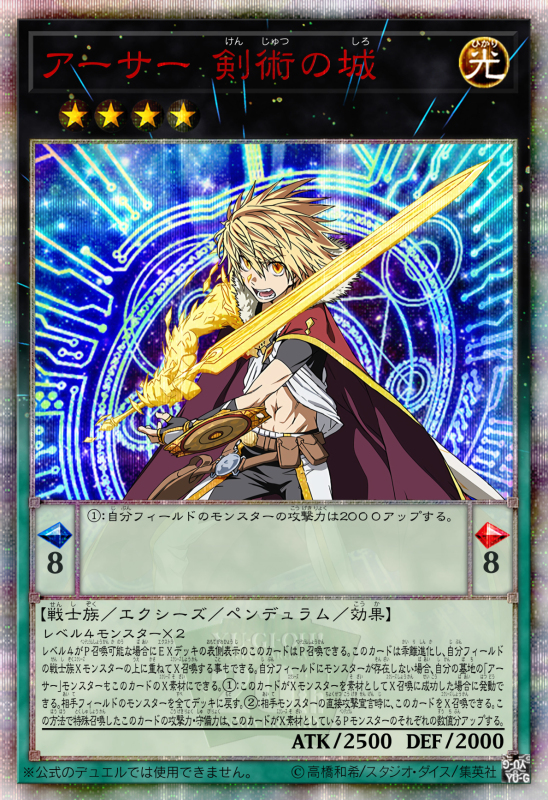 アーサー 剣術の城
けん じゅつ しろ
光
ひかり
①:自分フィールドのモンスターの攻撃力は2000アップする。
8
8
【戦士族/エクシーズ/ペンデュラム/効果】
レベル4モンスター×2
レベル4がP召喚可能な場合にEXデッキの表側表示のこのカードはP召喚できる。このカードは
自分フィールド
の戦士族Xモンスターの上に重ねてX召喚する事もできる。自分フィールドにモンスターが存在しない場合、自分の墓地の「アー
サー」モンスターもこのカードのX素材にできる。①:このカードがXモンスターを素材としてX召喚に成功した場合に発動で
きる。相手フィールドのモンスターを全てデッキに戻す。②:相手モンスターの直接攻撃宣言時に、このカードをX召喚できる。こ
の方法で特殊召喚したこのカードの攻撃力・守備力は、このカードがX素材としているPモンスターのそれぞれの数値分アップする。
ATK/2500 DEF/2000
※公式のデュエルでは使用できません。
©高橋和希/スタジオ・ダイス/集英社